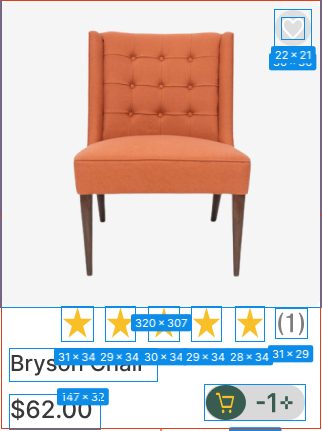 22 × 21
320 × 307
(1)
31 × 34 29 × 34 30 × 34 29 × 34 28 × 34 31 × 29
Bryson Chair
147 × 32
$62.00
-1+